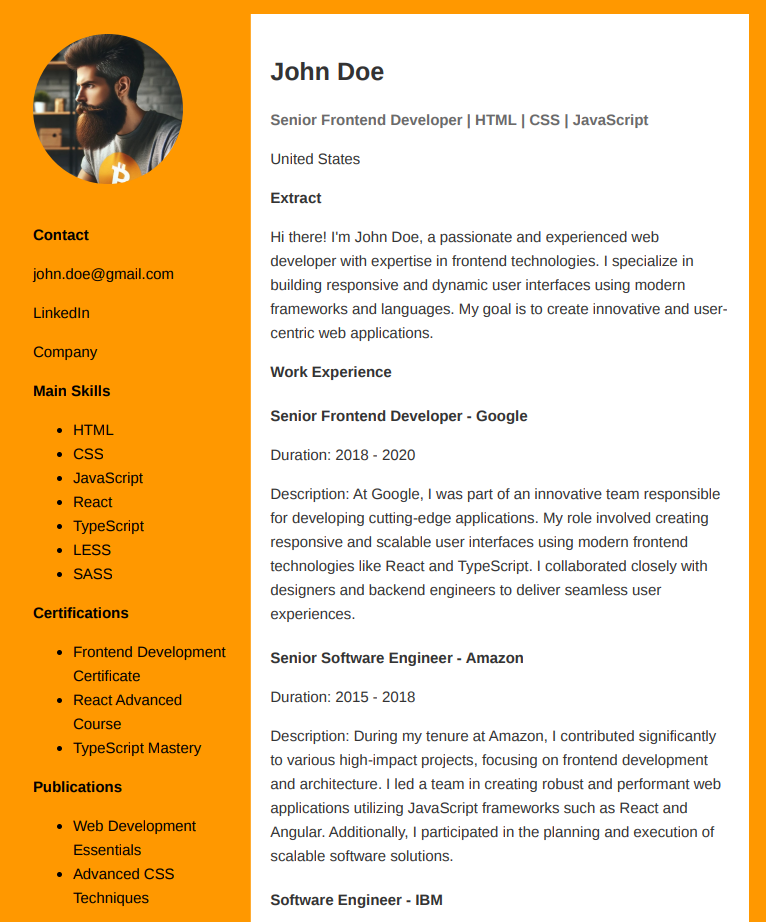 Contact
john.doe@gmail.com
LinkedIn
Company
Main Skills
HTML
CSS
JavaScript
React
TypeScript
LESS
SASS
Certifications
Frontend Development
Certificate
React Advanced
Course
TypeScript Mastery
Publications
Web Development
Essentials
Advanced CSS
Techniques
John Doe
Senior Frontend Developer | HTML | CSS | JavaScript
United States
Extract
Hi there! I'm John Doe, a passionate and experienced web
developer with expertise in frontend technologies. I specialize in
building responsive and dynamic user interfaces using modern
frameworks and languages. My goal is to create innovative and user-
centric web applications.
Work Experience
Senior Frontend Developer - Google
Duration: 2018 - 2020
Description: At Google, I was part of an innovative team responsible
for developing cutting-edge applications. My role involved creating
responsive and scalable user interfaces using modern frontend
technologies like React and TypeScript. I collaborated closely with
designers and backend engineers to deliver seamless user
experiences.
Senior Software Engineer - Amazon
Duration: 2015 - 2018
Description: During my tenure at Amazon, I contributed significantly
to various high-impact projects, focusing on frontend development
and architecture. I led a team in creating robust and performant web
applications utilizing JavaScript frameworks such as React and
Angular. Additionally, I participated in the planning and execution of
scalable software solutions.
Software Engineer - IBM